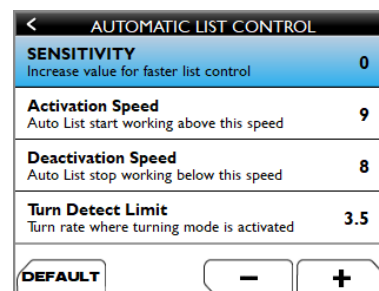 < AUTOMATIC LIST CONTROL
SENSITIVITY
Increase value for faster list control
0
Activation Speed
Auto List start working above this speed
9
Deactivation Speed
Auto List stop working below this speed
8
Turn Detect Limit
Turn rate where turning mode is activated
3.5
DEFAULT − +